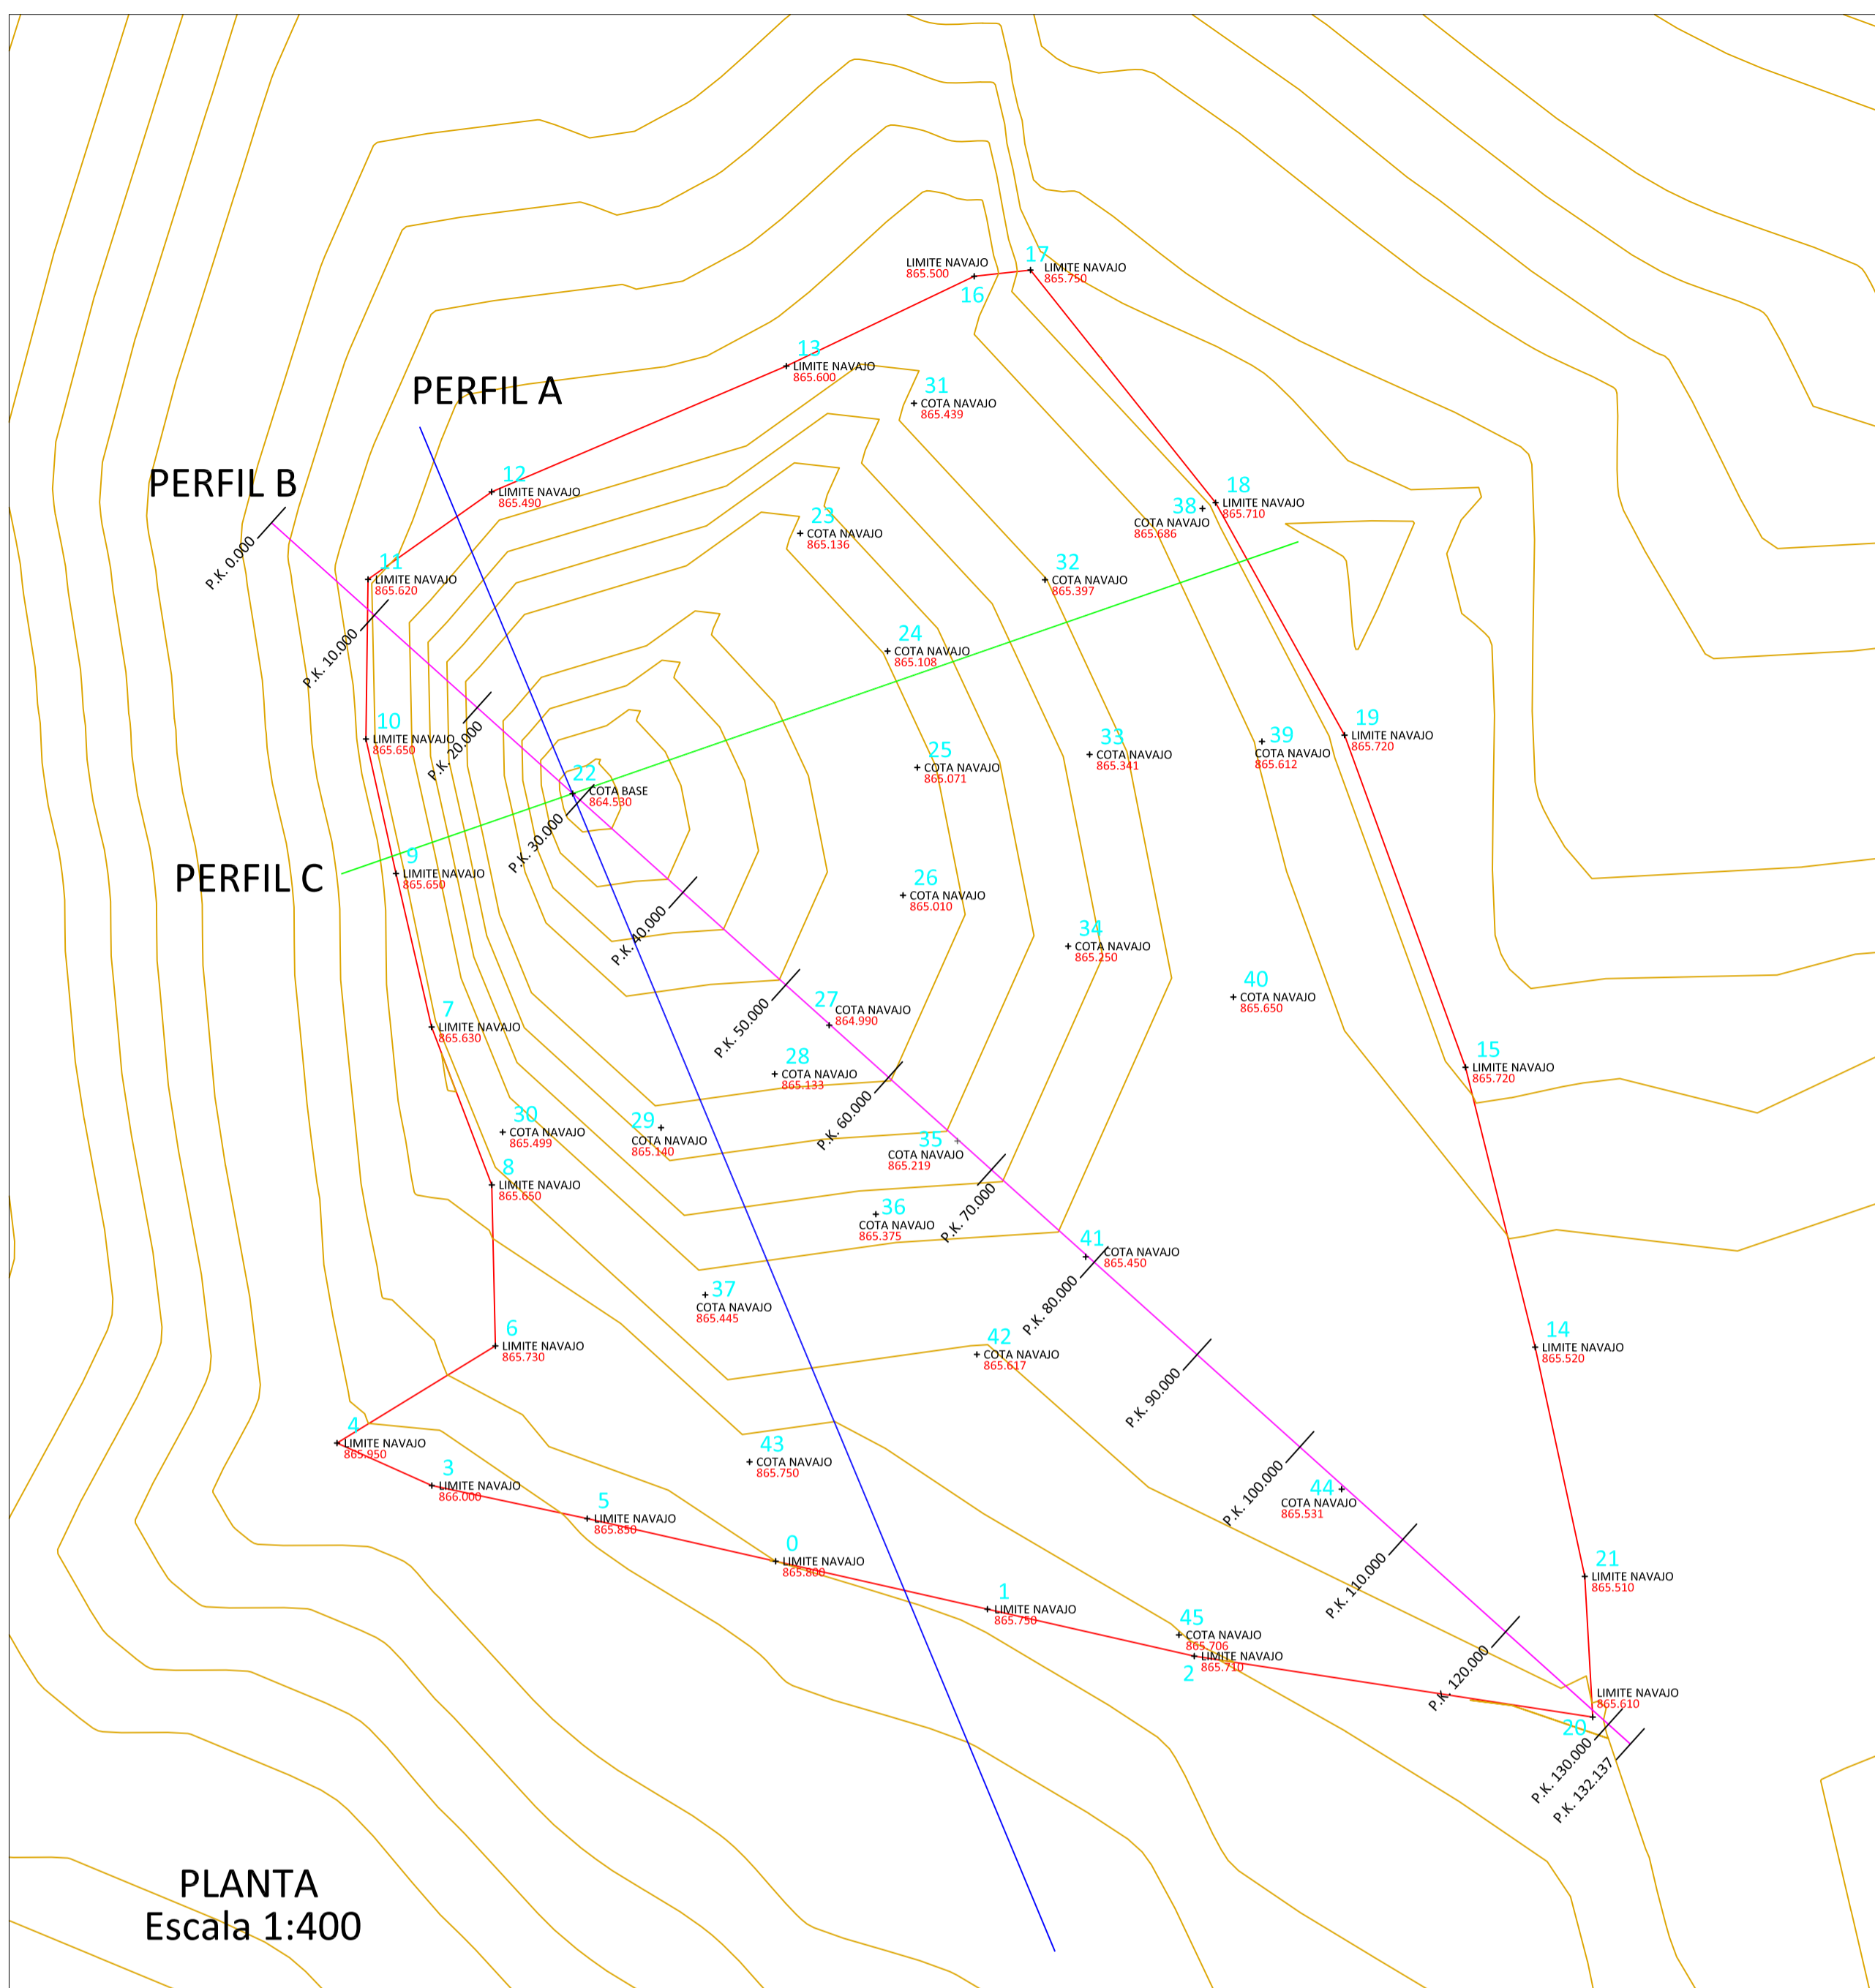 17
LIMITE NAVAJO
865.500
LIMITE NAVAJO
865.750
16
13
LIMITE NAVAJO
865.600
PERFIL A
31
COTA NAVAJO
865.439
PERFIL B
12
LIMITE NAVAJO
865.490
18
LIMITE NAVAJO
865.710
38
COTA NAVAJO
865.686
23
COTA NAVAJO
865.136
P.K. 0.000
11
LIMITE NAVAJO
865.620
32
COTA NAVAJO
865.397
P.K. 10.000
24
COTA NAVAJO
865.108
10
LIMITE NAVAJO
865.650
P.K. 20.000
19
LIMITE NAVAJO
865.720
39
COTA NAVAJO
865.612
33
COTA NAVAJO
865.341
25
COTA NAVAJO
865.071
22
COTA BASE
864.530
P.K. 30.000
PERFIL C
9
LIMITE NAVAJO
865.650
26
COTA NAVAJO
865.010
P.K. 40.000
34
COTA NAVAJO
865.250
40
COTA NAVAJO
865.650
7
LIMITE NAVAJO
865.630
27
COTA NAVAJO
864.990
P.K. 50.000
15
LIMITE NAVAJO
865.720
28
COTA NAVAJO
865.133
P.K. 60.000
30
COTA NAVAJO
865.499
29
COTA NAVAJO
865.140
35
COTA NAVAJO
865.219
8
LIMITE NAVAJO
865.650
P.K. 70.000
36
COTA NAVAJO
865.375
41
COTA NAVAJO
865.450
P.K. 80.000
37
COTA NAVAJO
865.445
6
LIMITE NAVAJO
865.730
42
COTA NAVAJO
865.617
14
LIMITE NAVAJO
865.520
P.K. 90.000
4
LIMITE NAVAJO
865.950
43
COTA NAVAJO
865.750
3
LIMITE NAVAJO
866.000
P.K. 100.000
44
COTA NAVAJO
865.531
5
LIMITE NAVAJO
865.850
0
LIMITE NAVAJO
865.800
P.K. 110.000
21
LIMITE NAVAJO
865.510
1
LIMITE NAVAJO
865.750
45
COTA NAVAJO
865.706
LIMITE NAVAJO
865.710
2
P.K. 120.000
LIMITE NAVAJO
865.610
20
P.K. 130.000
P.K. 132.137
PLANTA
Escala 1:400